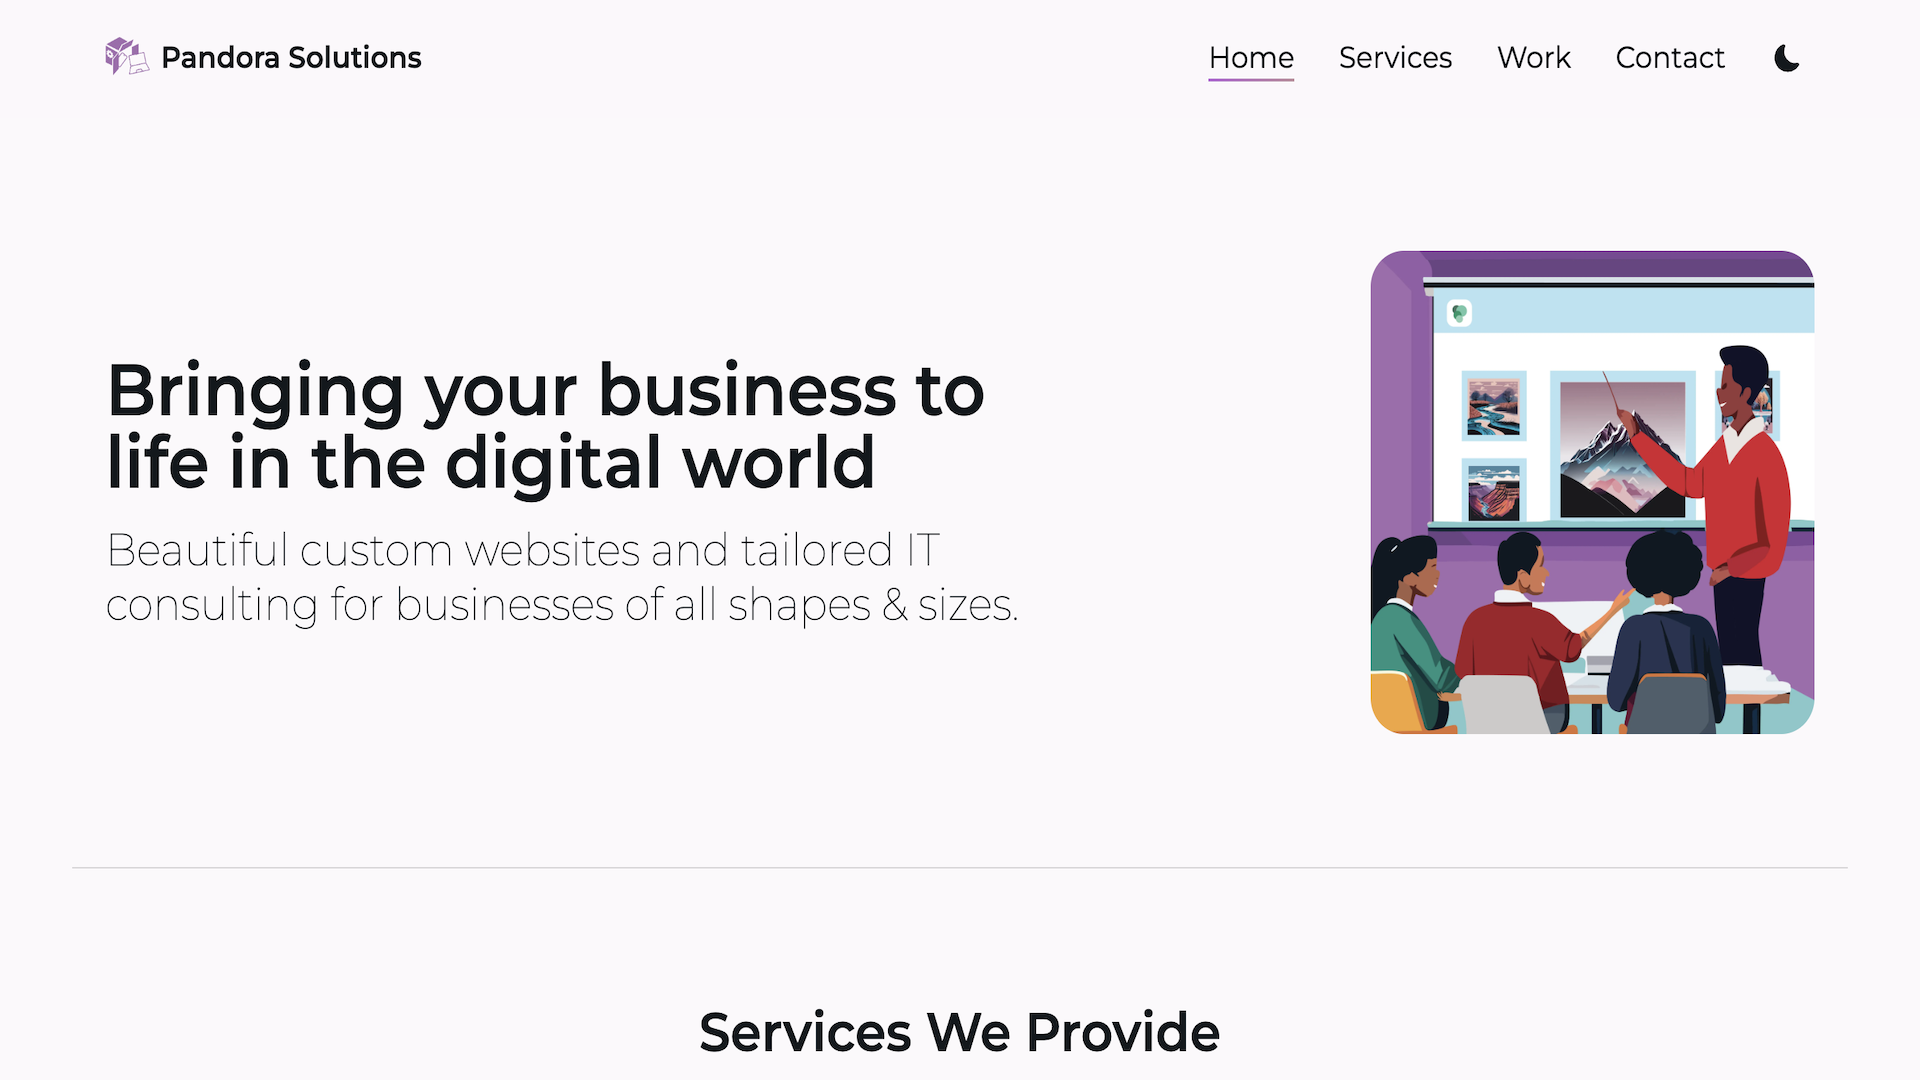 Pandora Solutions
Home Services Work Contact
Bringing your business to
life in the digital world
Beautiful custom websites and tailored IT
consulting for businesses of all shapes & sizes.
Services We Provide